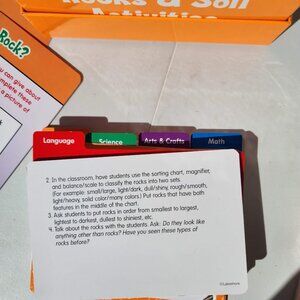 Rocks & Soil
Activities
Rock?
you can give about
complete these
a picture of
Language
Science
Arts & Crafts
Math
2. In the classroom, have students use the sorting chart, magnifier,
and balance/scale to classify the rocks into two sets.
(For example: small/large, light/dark, dull/shiny, rough/smooth,
light/heavy, solid color/many colors.) Put rocks that have both
features in the middle of the chart.
3. Ask students to put rocks in order from smallest to largest,
lightest to darkest, dullest to shiniest, etc.
4. Talk about the rocks with the students. Ask: Do they look like
anything other than rocks? Have you seen these types of
rocks before?
©Lakeshore